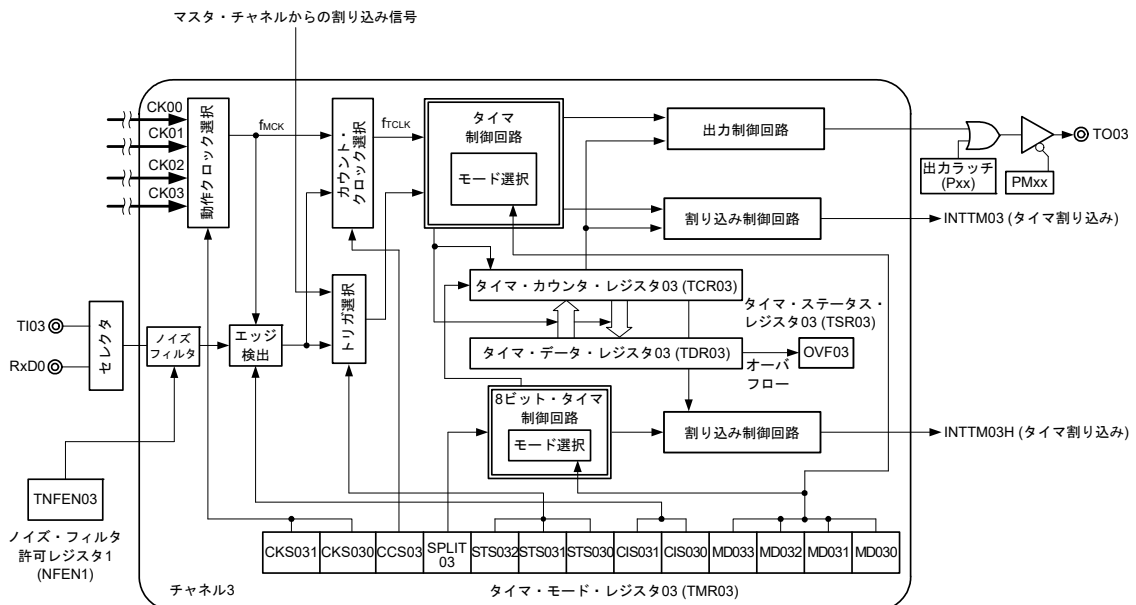 マスタ・チャネルからの割り込み信号
CK00
CK01
CK02
CK03
動作クロック選択
fMCK
カウント・
クロック選択
fTCLK
タイマ
制御回路
モード選択
出力制御回路
出力ラッチ
(Pxx)
PMxx
TO03
割り込み制御回路
INTTM03 (タイマ割り込み)
TI03
RxD0
セレクタ
ノイズ
フィルタ
エッジ
検出
トリガ選択
タイマ・カウンタ・レジスタ03 (TCR03)
タイマ・ステータス・
レジスタ03 (TSR03)
タイマ・データ・レジスタ03 (TDR03)
オーバ
フロー
OVF03
8ビット・タイマ
制御回路
モード選択
割り込み制御回路
INTTM03H (タイマ割り込み)
TNFEN03
ノイズ・フィルタ
許可レジスタ1
(NFEN1)
CKS031
CKS030
CCS03
SPLIT
03
STS032
STS031
STS030
CIS031
CIS030
MD033
MD032
MD031
MD030
チャネル3
タイマ・モード・レジスタ03 (TMR03)